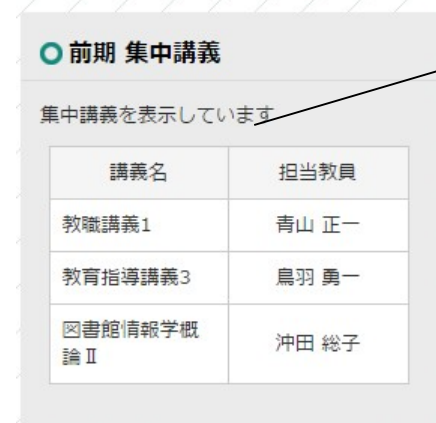 前期 集中講義
集中講義を表示しています
講義名 担当教員
教職講義1 青山 正一
教育指導講義3 鳥羽 勇一
図書館情報学概
論Ⅱ 沖田 総子